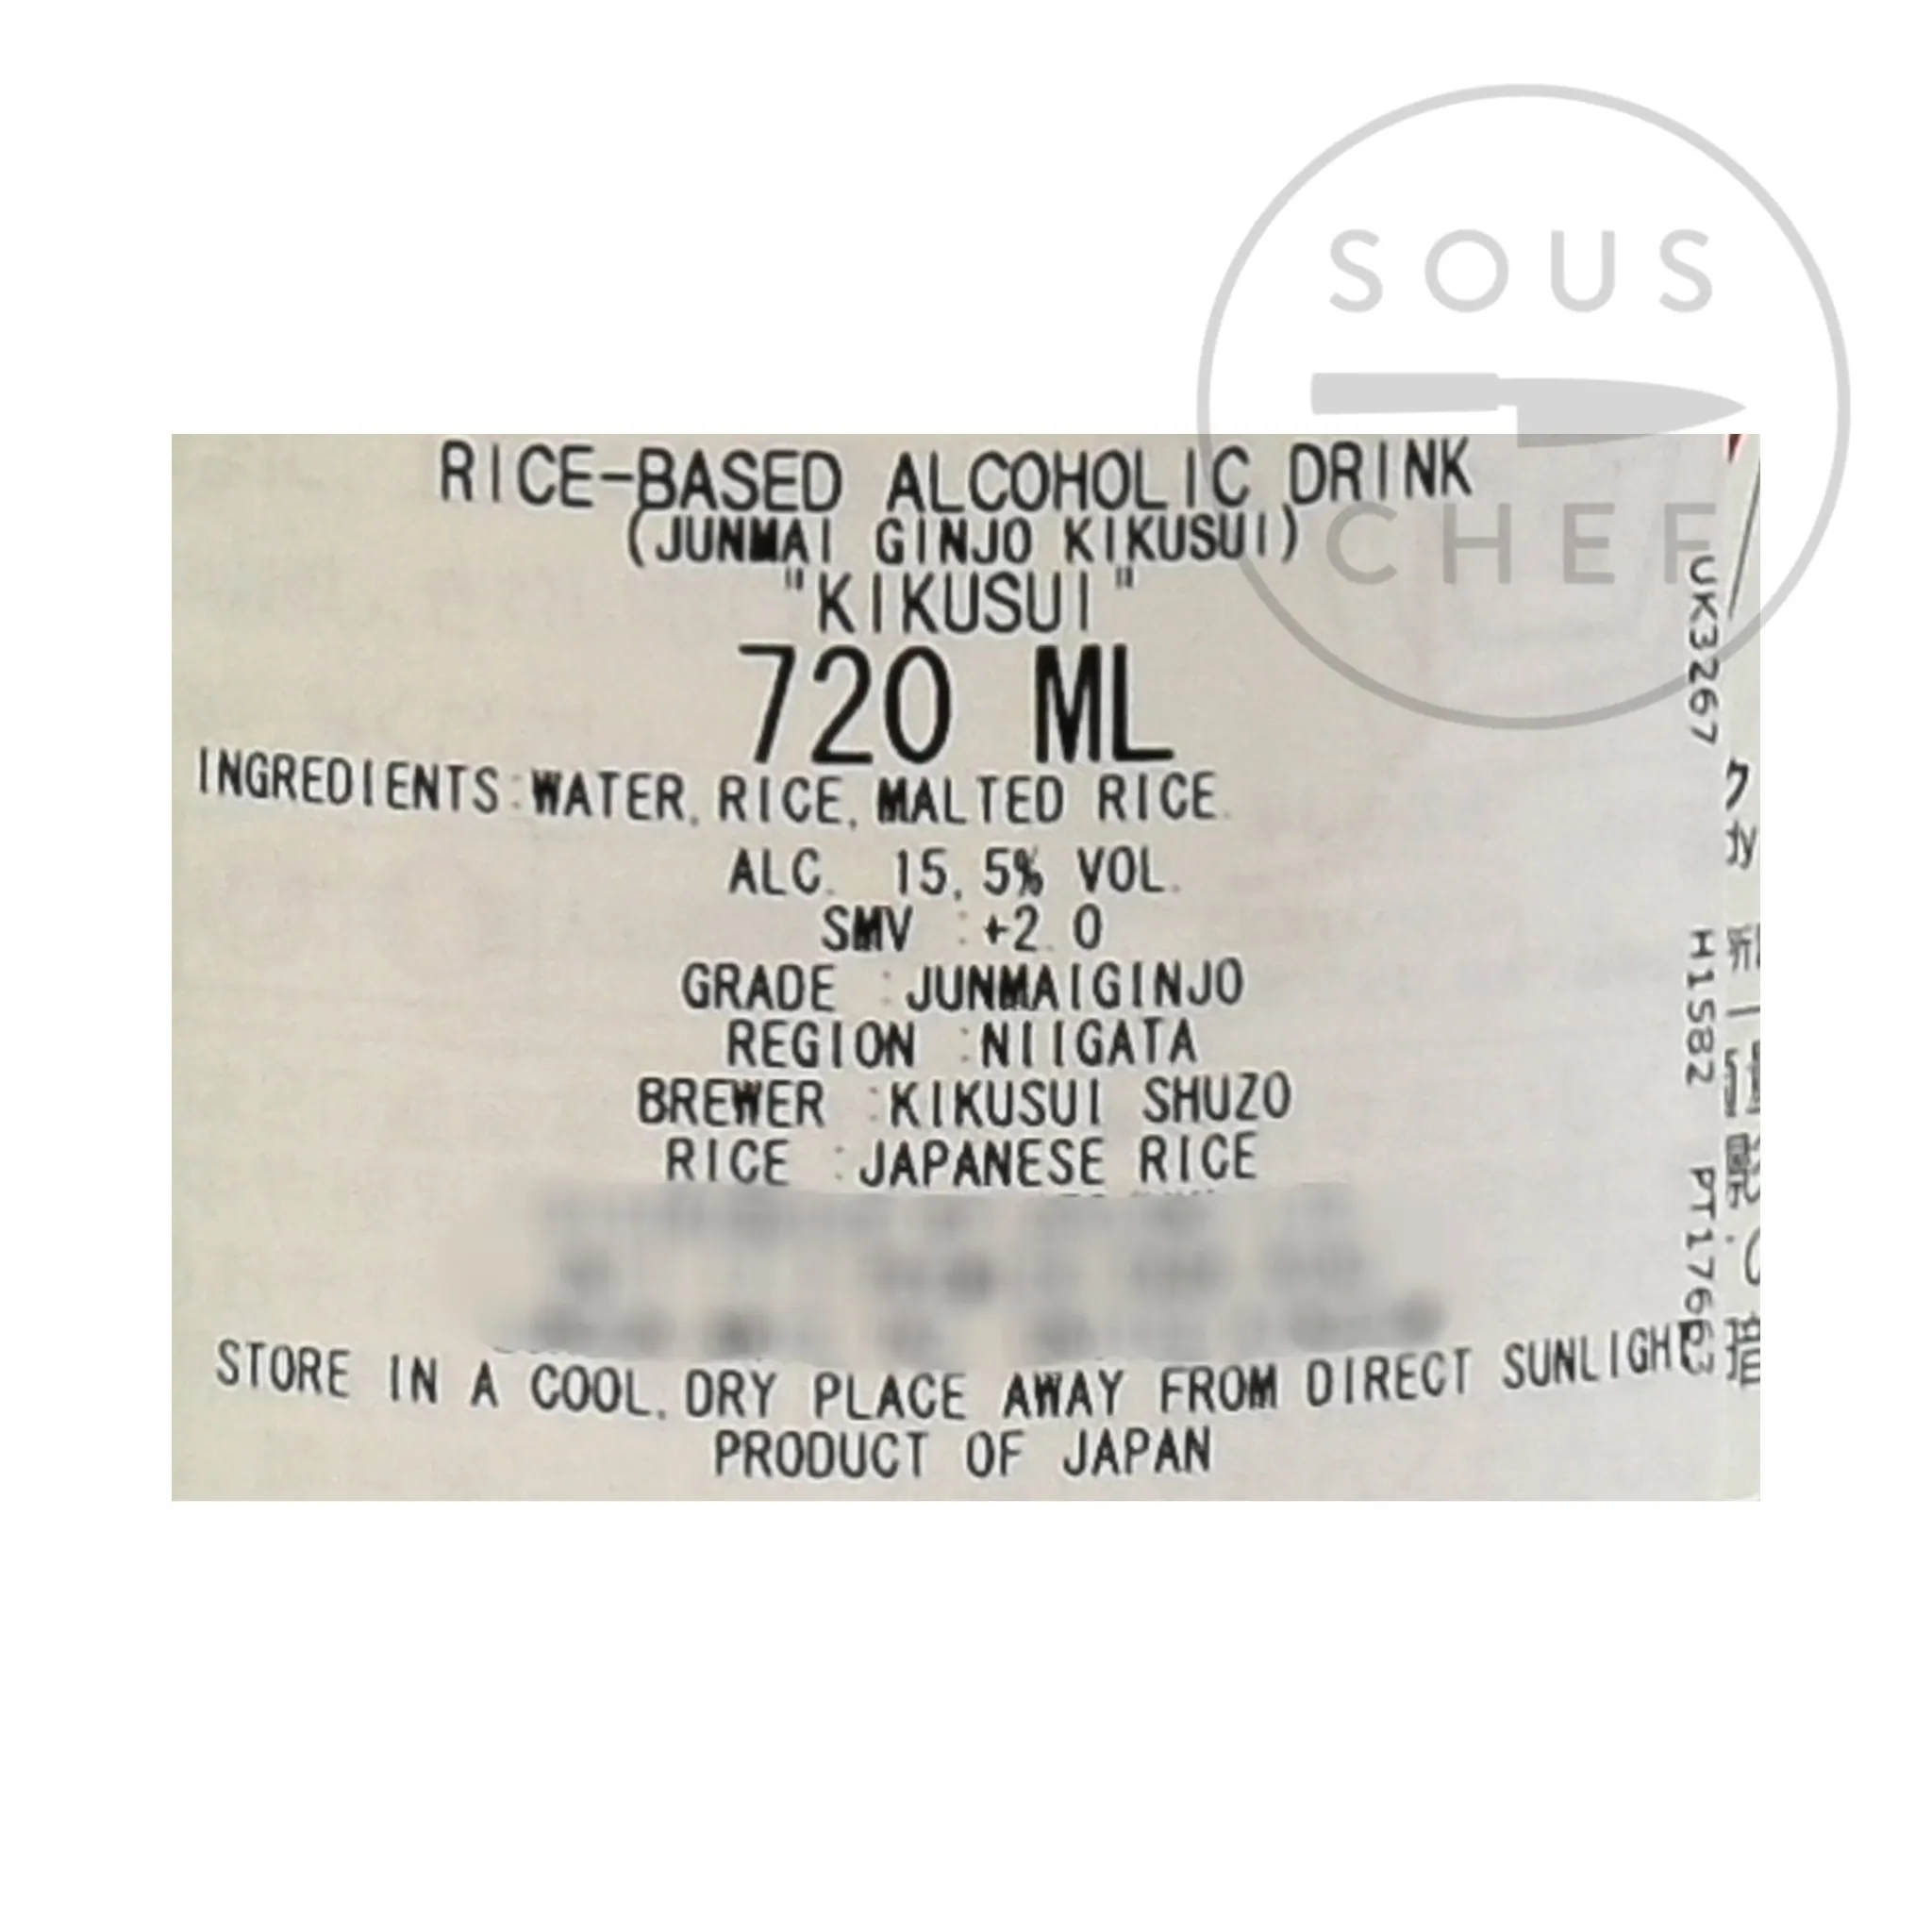 SOUS
CHEF
RICE-BASED ALCOHOLIC DRINK
(JUNMAI GINJO KIKUSUI)
"KIKUSUI"
720 ML
INGREDIENTS:WATER, RICE, MALTED RICE.
ALC. 15.5% VOL.
SMV :+2.0
GRADE :JUNMAIGINJO
REGION :NIIGATA
BREWER :KIKUSUI SHUZO
RICE :JAPANESE RICE
STORE IN A COOL, DRY PLACE AWAY FROM DIRECT SUNLIGHT
PRODUCT OF JAPAN
UK3267 H1582 PT17663